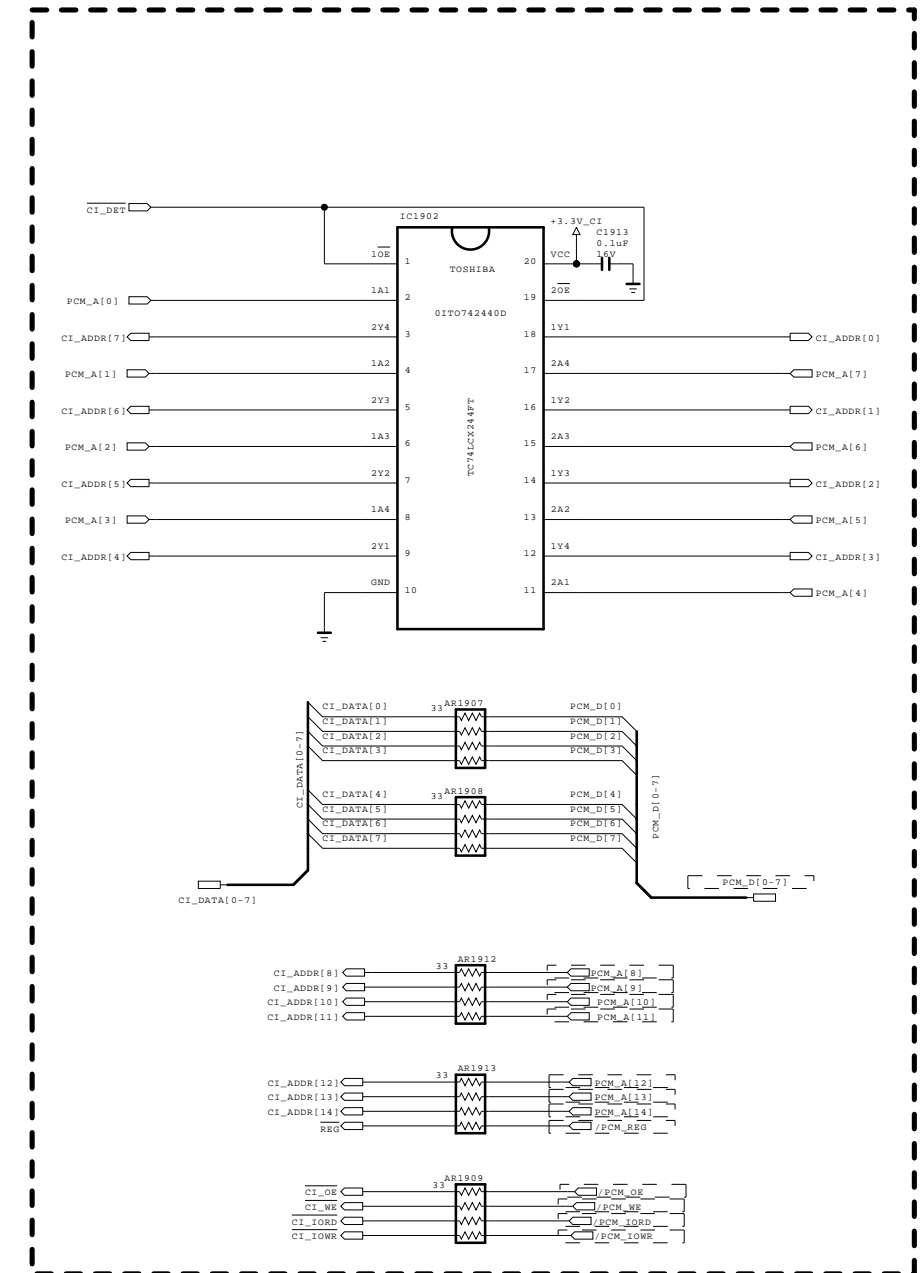 CI_DET
IC1902
+3.3V_CI
C1913
0.1uF
16V
1OE
1
TOSHIBA
20
VCC
PCM_A[0]
1A1
2
0ITO742440D
19
2OE
CI_ADDR[7]
2Y4
3
18
1Y1
CI_ADDR[0]
PCM_A[1]
1A2
4
17
2A4
PCM_A[7]
CI_ADDR[6]
2Y3
5
TC74LCX244FT
16
1Y2
CI_ADDR[1]
PCM_A[2]
1A3
6
15
2A3
PCM_A[6]
CI_ADDR[5]
2Y2
7
14
1Y3
CI_ADDR[2]
PCM_A[3]
1A4
8
13
2A2
PCM_A[5]
CI_ADDR[4]
2Y1
9
12
1Y4
CI_ADDR[3]
GND
10
11
2A1
PCM_A[4]
CI_DATA[0]
33
AR1907
PCM_D[0]
CI_DATA[1]
PCM_D[1]
CI_DATA[2]
PCM_D[2]
CI_DATA[3]
PCM_D[3]
CI_DATA[0-7]
PCM_D[0-7]
CI_DATA[4]
33
AR1908
PCM_D[4]
CI_DATA[5]
PCM_D[5]
CI_DATA[6]
PCM_D[6]
CI_DATA[7]
PCM_D[7]
CI_DATA[0-7]
PCM_D[0-7]
33
AR1912
CI_ADDR[8]
PCM_A[8]
CI_ADDR[9]
PCM_A[9]
CI_ADDR[10]
PCM_A[10]
CI_ADDR[11]
PCM_A[11]
33
AR1913
CI_ADDR[12]
PCM_A[12]
CI_ADDR[13]
PCM_A[13]
CI_ADDR[14]
PCM_A[14]
REG
/PCM_REG
33
AR1909
CI_OE
/PCM_OE
CI_WE
/PCM_WE
CI_IORD
/PCM_IORD
CI_IOWR
/PCM_IOWR